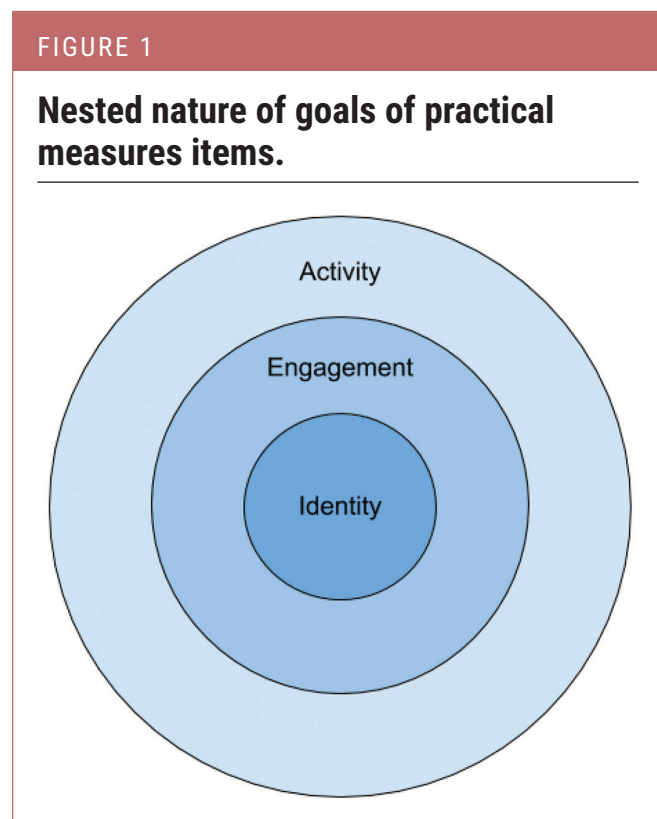 FIGURE 1
Nested nature of goals of practical
measures items.
Activity
Engagement
Identity